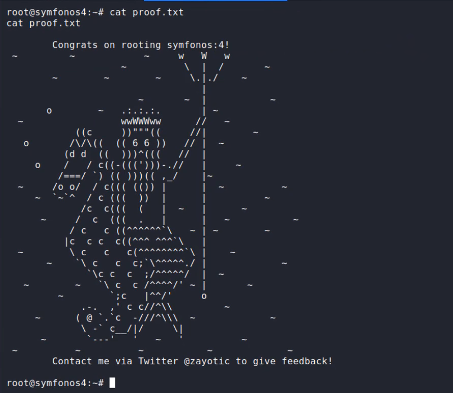 root@symfonos4:~# cat proof.txt
cat proof.txt
Congrats on rooting symfonos:4!
Contact me via Twitter @zayotic to give feedback!
root@symfonos4:~#